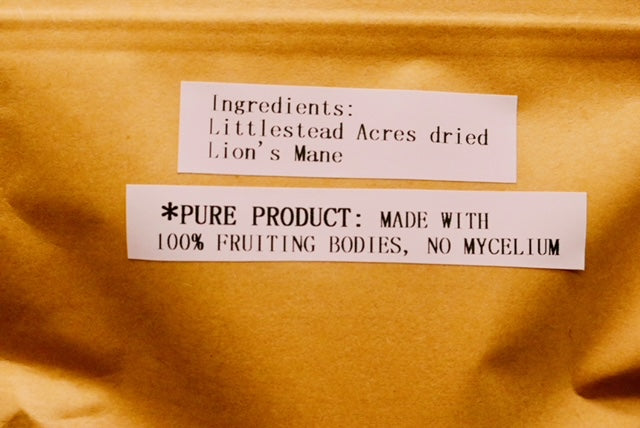 Ingredients:
Littlestead Acres dried
Lion's Mane
*PURE PRODUCT: MADE WITH
100% FRUITING BODIES, NO MYCELIUM